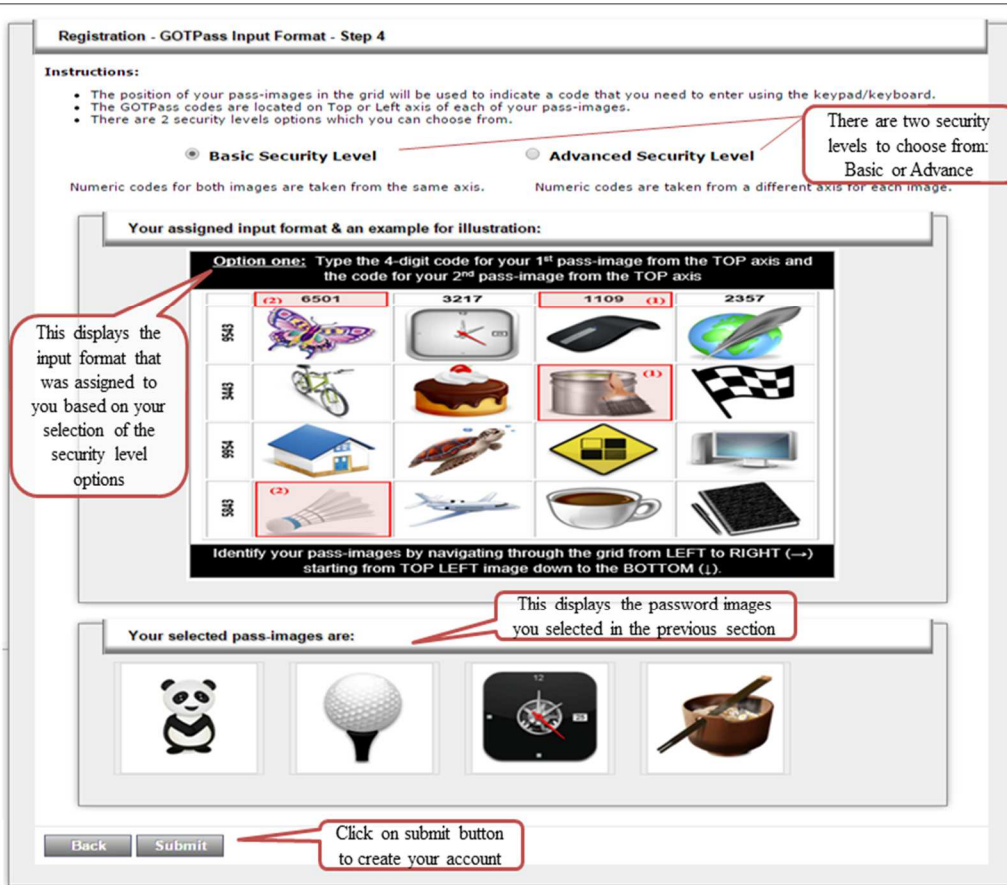 Registration - GOTPass Input Format - Step 4
Instructions:
• The position of your pass-images in the grid will be used to indicate a code that you need to enter using the keypad/keyboard.
• The GOTPass codes are located on Top or Left axis of each of your pass-images.
• There are 2 security levels options which you can choose from.
There are two security
levels to choose from:
Basic or Advance
Basic Security Level
Advanced Security Level
Numeric codes for both images are taken from the same axis.
Numeric codes are taken from a different axis for each image.
Your assigned input format & an example for illustration:
Option one: Type the 4-digit code for your 1st pass-image from the TOP axis and
the code for your 2nd pass-image from the TOP axis
(2) 6501 3217 1109 (1) 2357
9543
3443
(1)
9954
5843
(2)
This displays the
input format that
was assigned to
you based on your
selection of the
security level
options
Identify your pass-images by navigating through the grid from LEFT to RIGHT (→)
starting from TOP LEFT image down to the BOTTOM (↓).
This displays the password images
you selected in the previous section
Your selected pass-images are:
12
Back
Submit
Click on submit button
to create your account